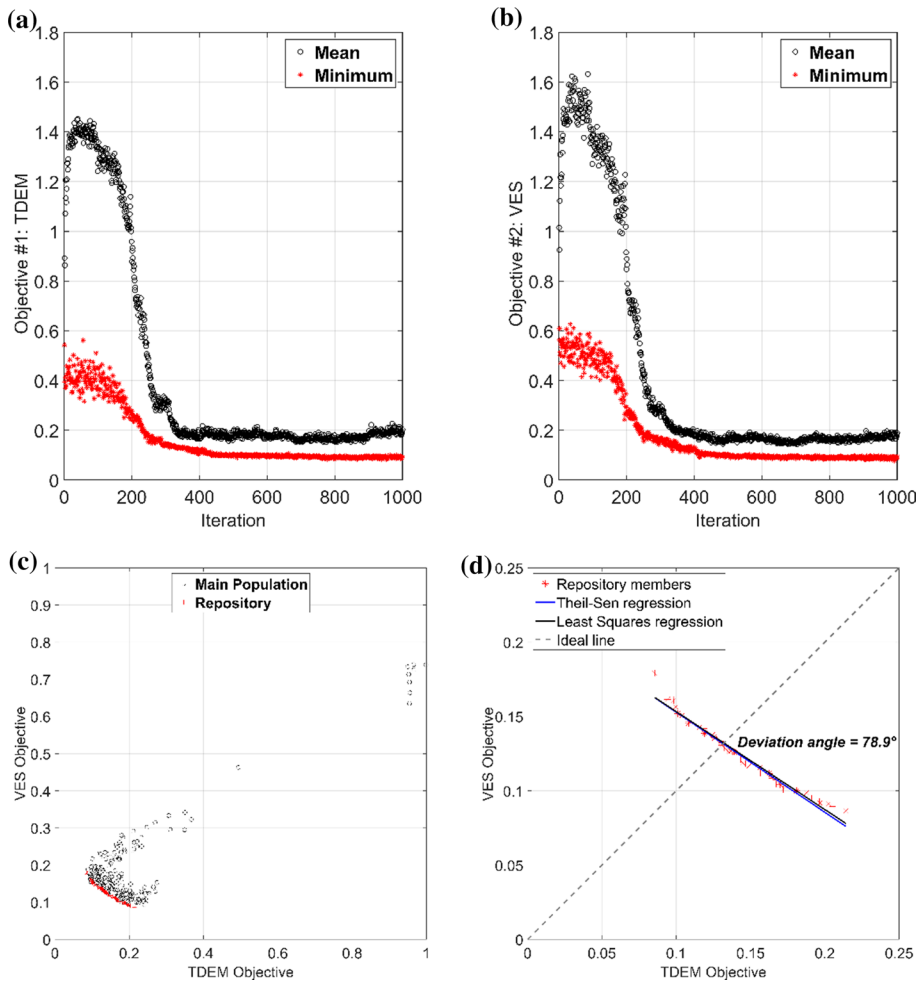 (a)
1.8
1.6
1.4
1.2
1
0.8
0.6
0.4
0.2
0
Objective #1: TDEM
Mean
Minimum
0 200 400 600 800 1000
Iteration
(b)
1.8
1.6
1.4
1.2
1
0.8
0.6
0.4
0.2
0
Objective #2: VES
Mean
Minimum
0 200 400 600 800 1000
Iteration
(c)
1
0.9
0.8
0.7
0.6
0.5
0.4
0.3
0.2
0.1
0
VES Objective
Main Population
Repository
0 0.2 0.4 0.6 0.8 1
TDEM Objective
(d)
0.25
0.2
0.15
0.1
0.05
0
VES Objective
Repository members
Theil-Sen regression
Least Squares regression
Ideal line
Deviation angle = 78.9°
0 0.05 0.1 0.15 0.2 0.25
TDEM Objective